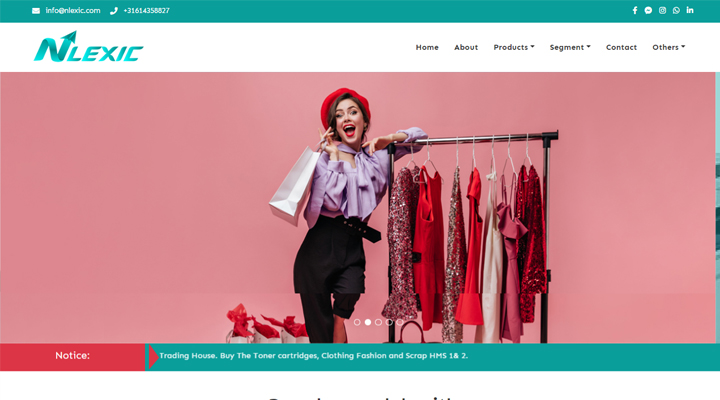 info@nlexic.com +31614358827
NLEXIC
Home About Products Segment Contact Others
Notice: Trading House. Buy The Toner cartridges, Clothing Fashion and Scrap HMS 1& 2.